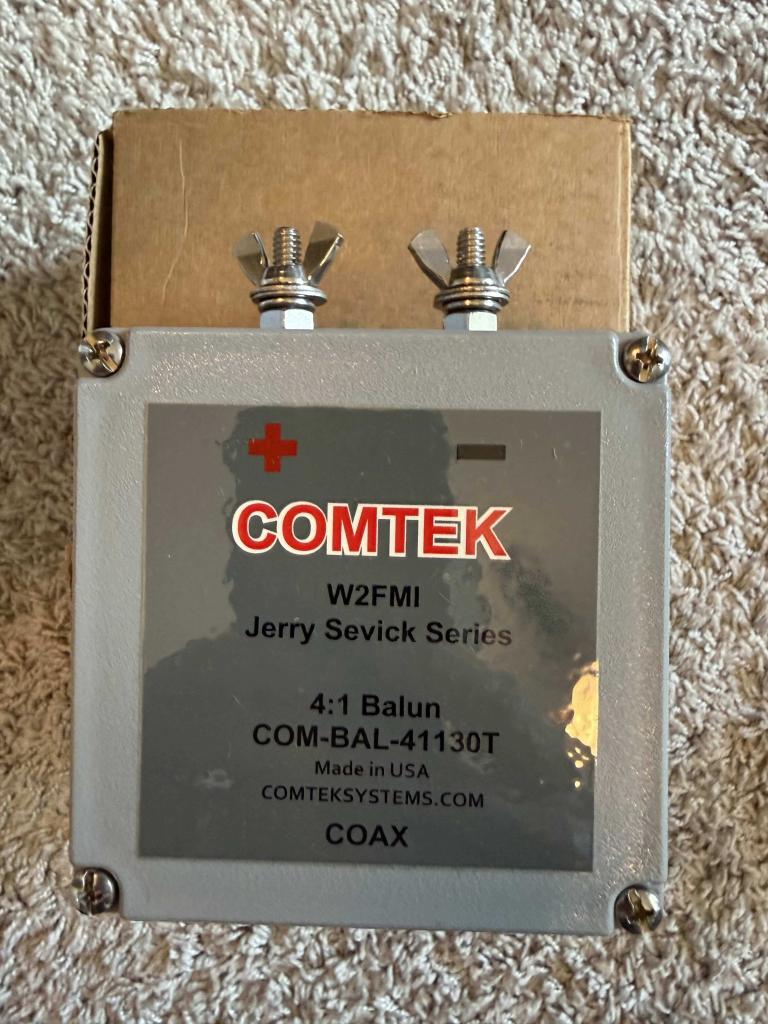 + -
COMTEK
W2FMI
Jerry Sevick Series
4:1 Balun
COM-BAL-41130T
Made in USA
COMTEKSYSTEMS.COM
COAX